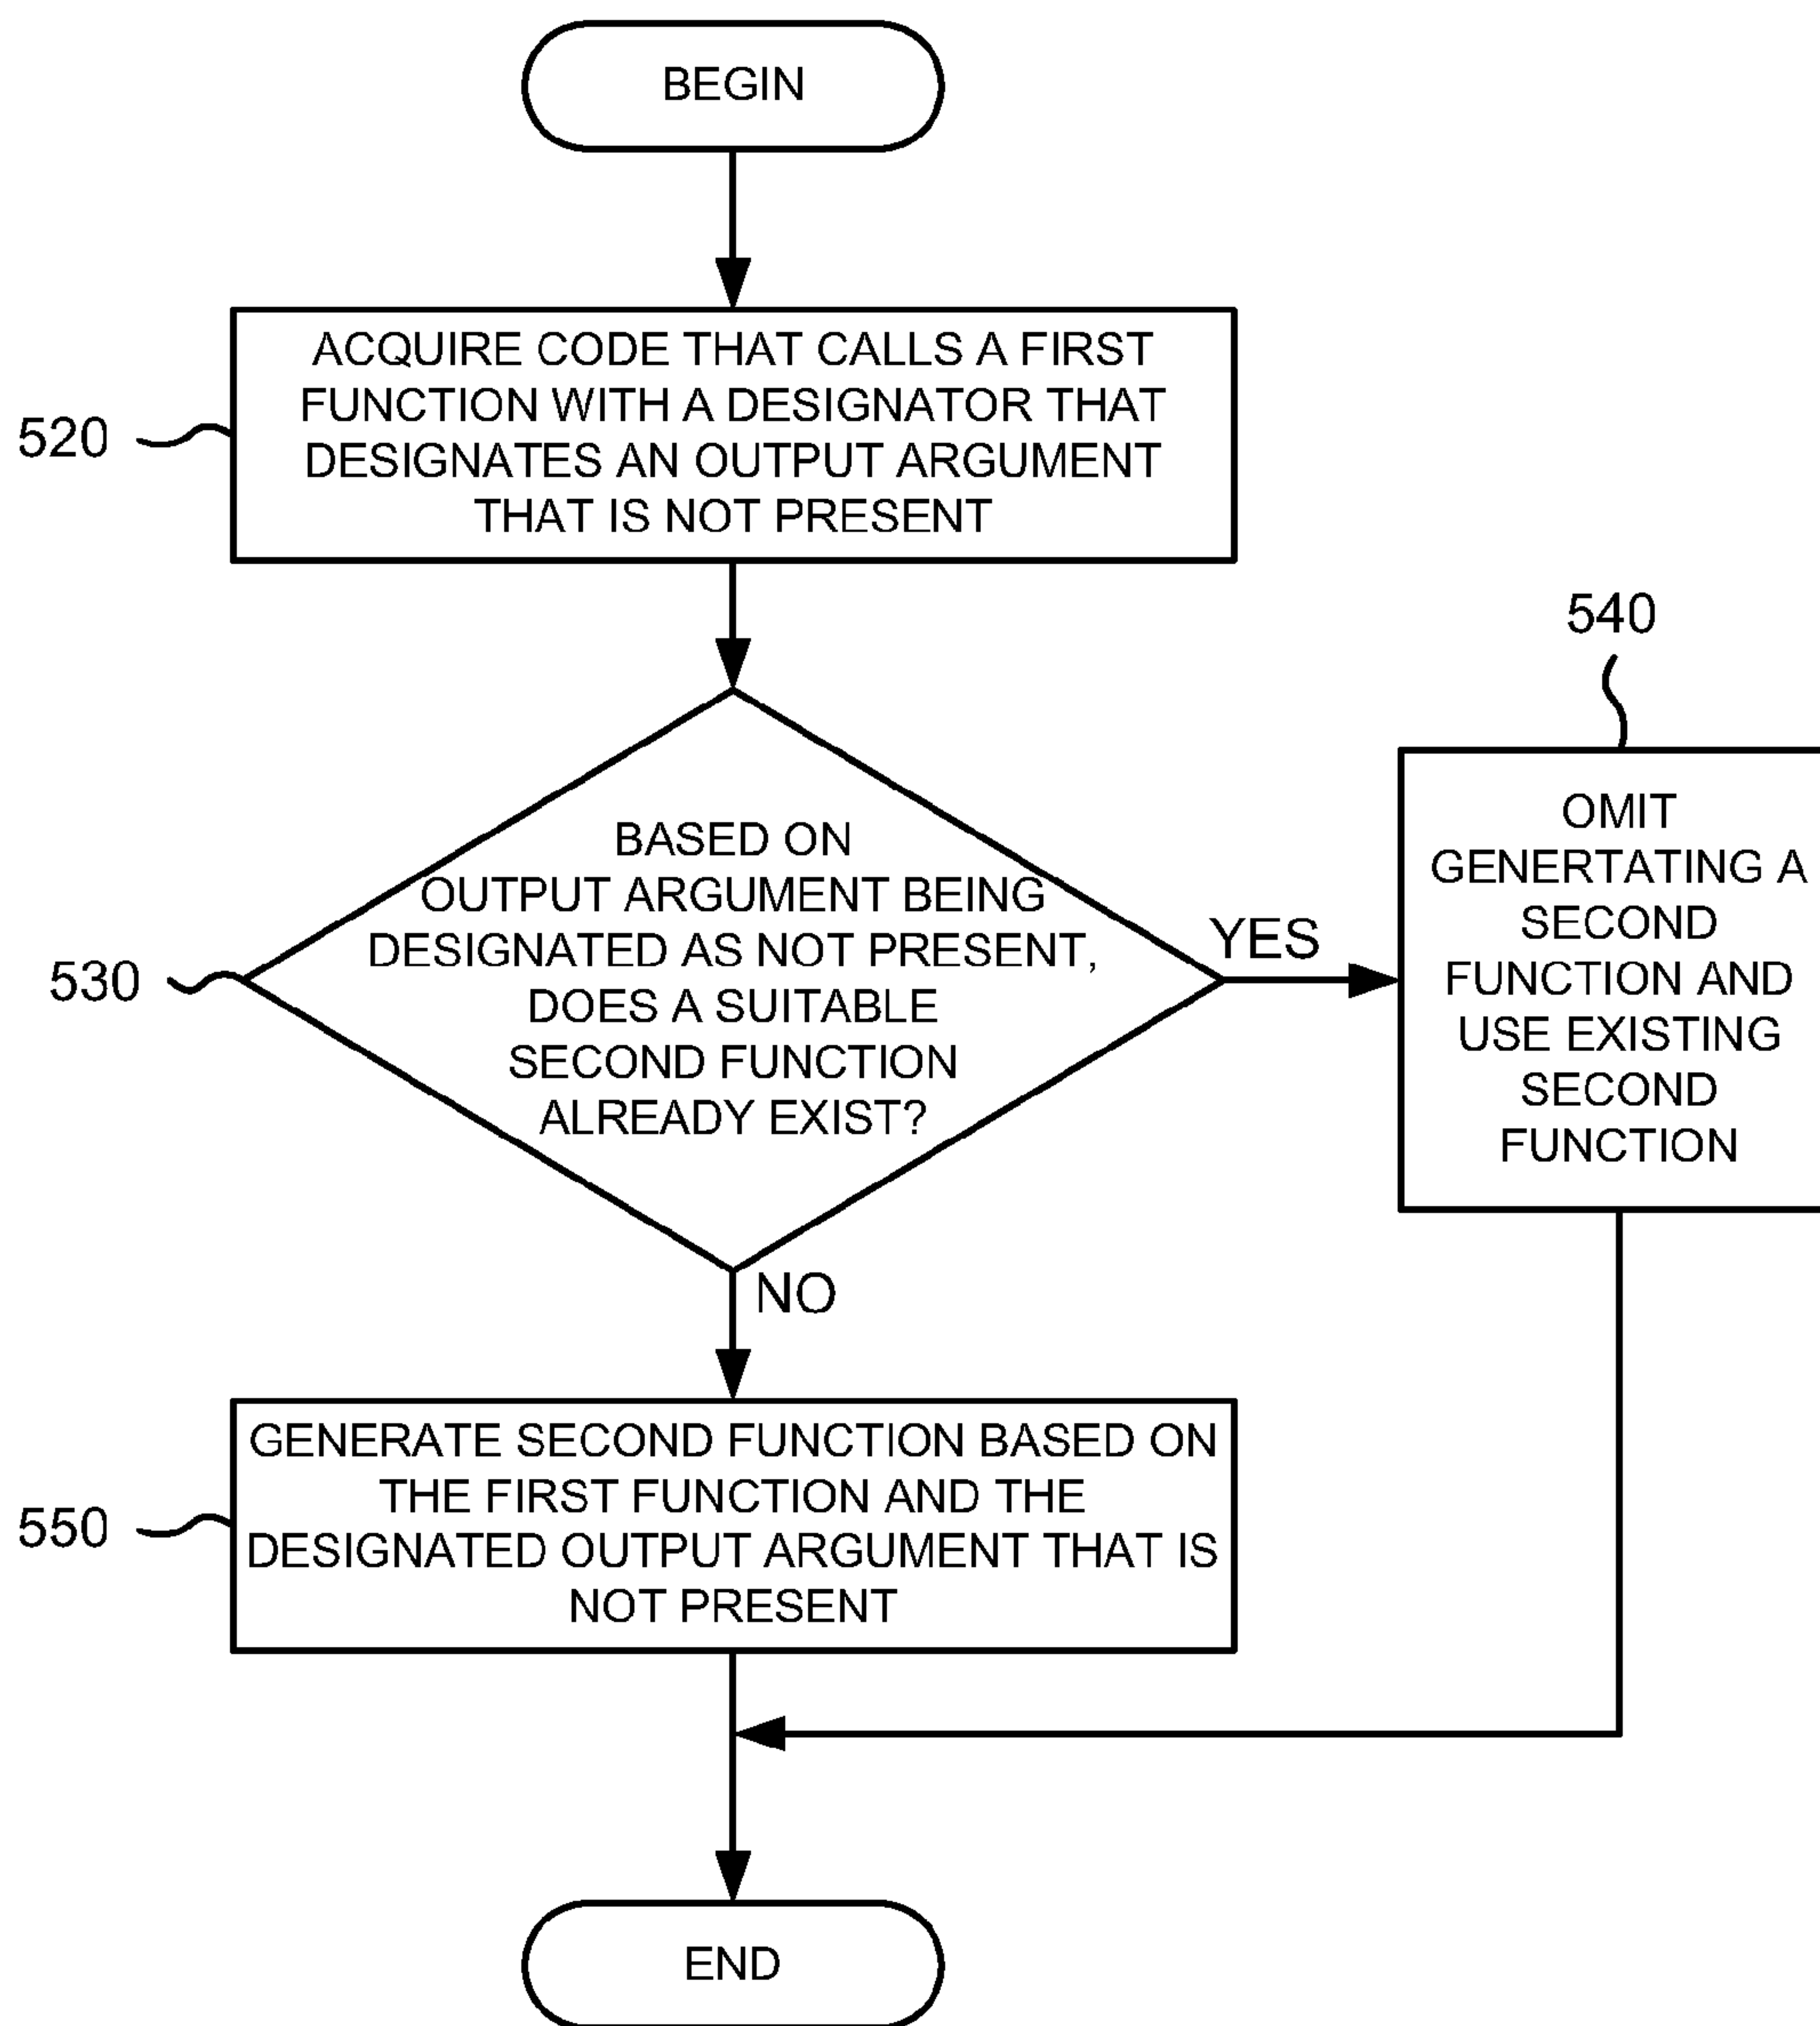 BEGIN
520
ACQUIRE CODE THAT CALLS A FIRST
FUNCTION WITH A DESIGNATOR THAT
DESIGNATES AN OUTPUT ARGUMENT
THAT IS NOT PRESENT
530
BASED ON
OUTPUT ARGUMENT BEING
DESIGNATED AS NOT PRESENT,
DOES A SUITABLE
SECOND FUNCTION
ALREADY EXIST?
YES
540
OMIT
GENERTATING A
SECOND
FUNCTION AND
USE EXISTING
SECOND
FUNCTION
NO
550
GENERATE SECOND FUNCTION BASED ON
THE FIRST FUNCTION AND THE
DESIGNATED OUTPUT ARGUMENT THAT IS
NOT PRESENT
END